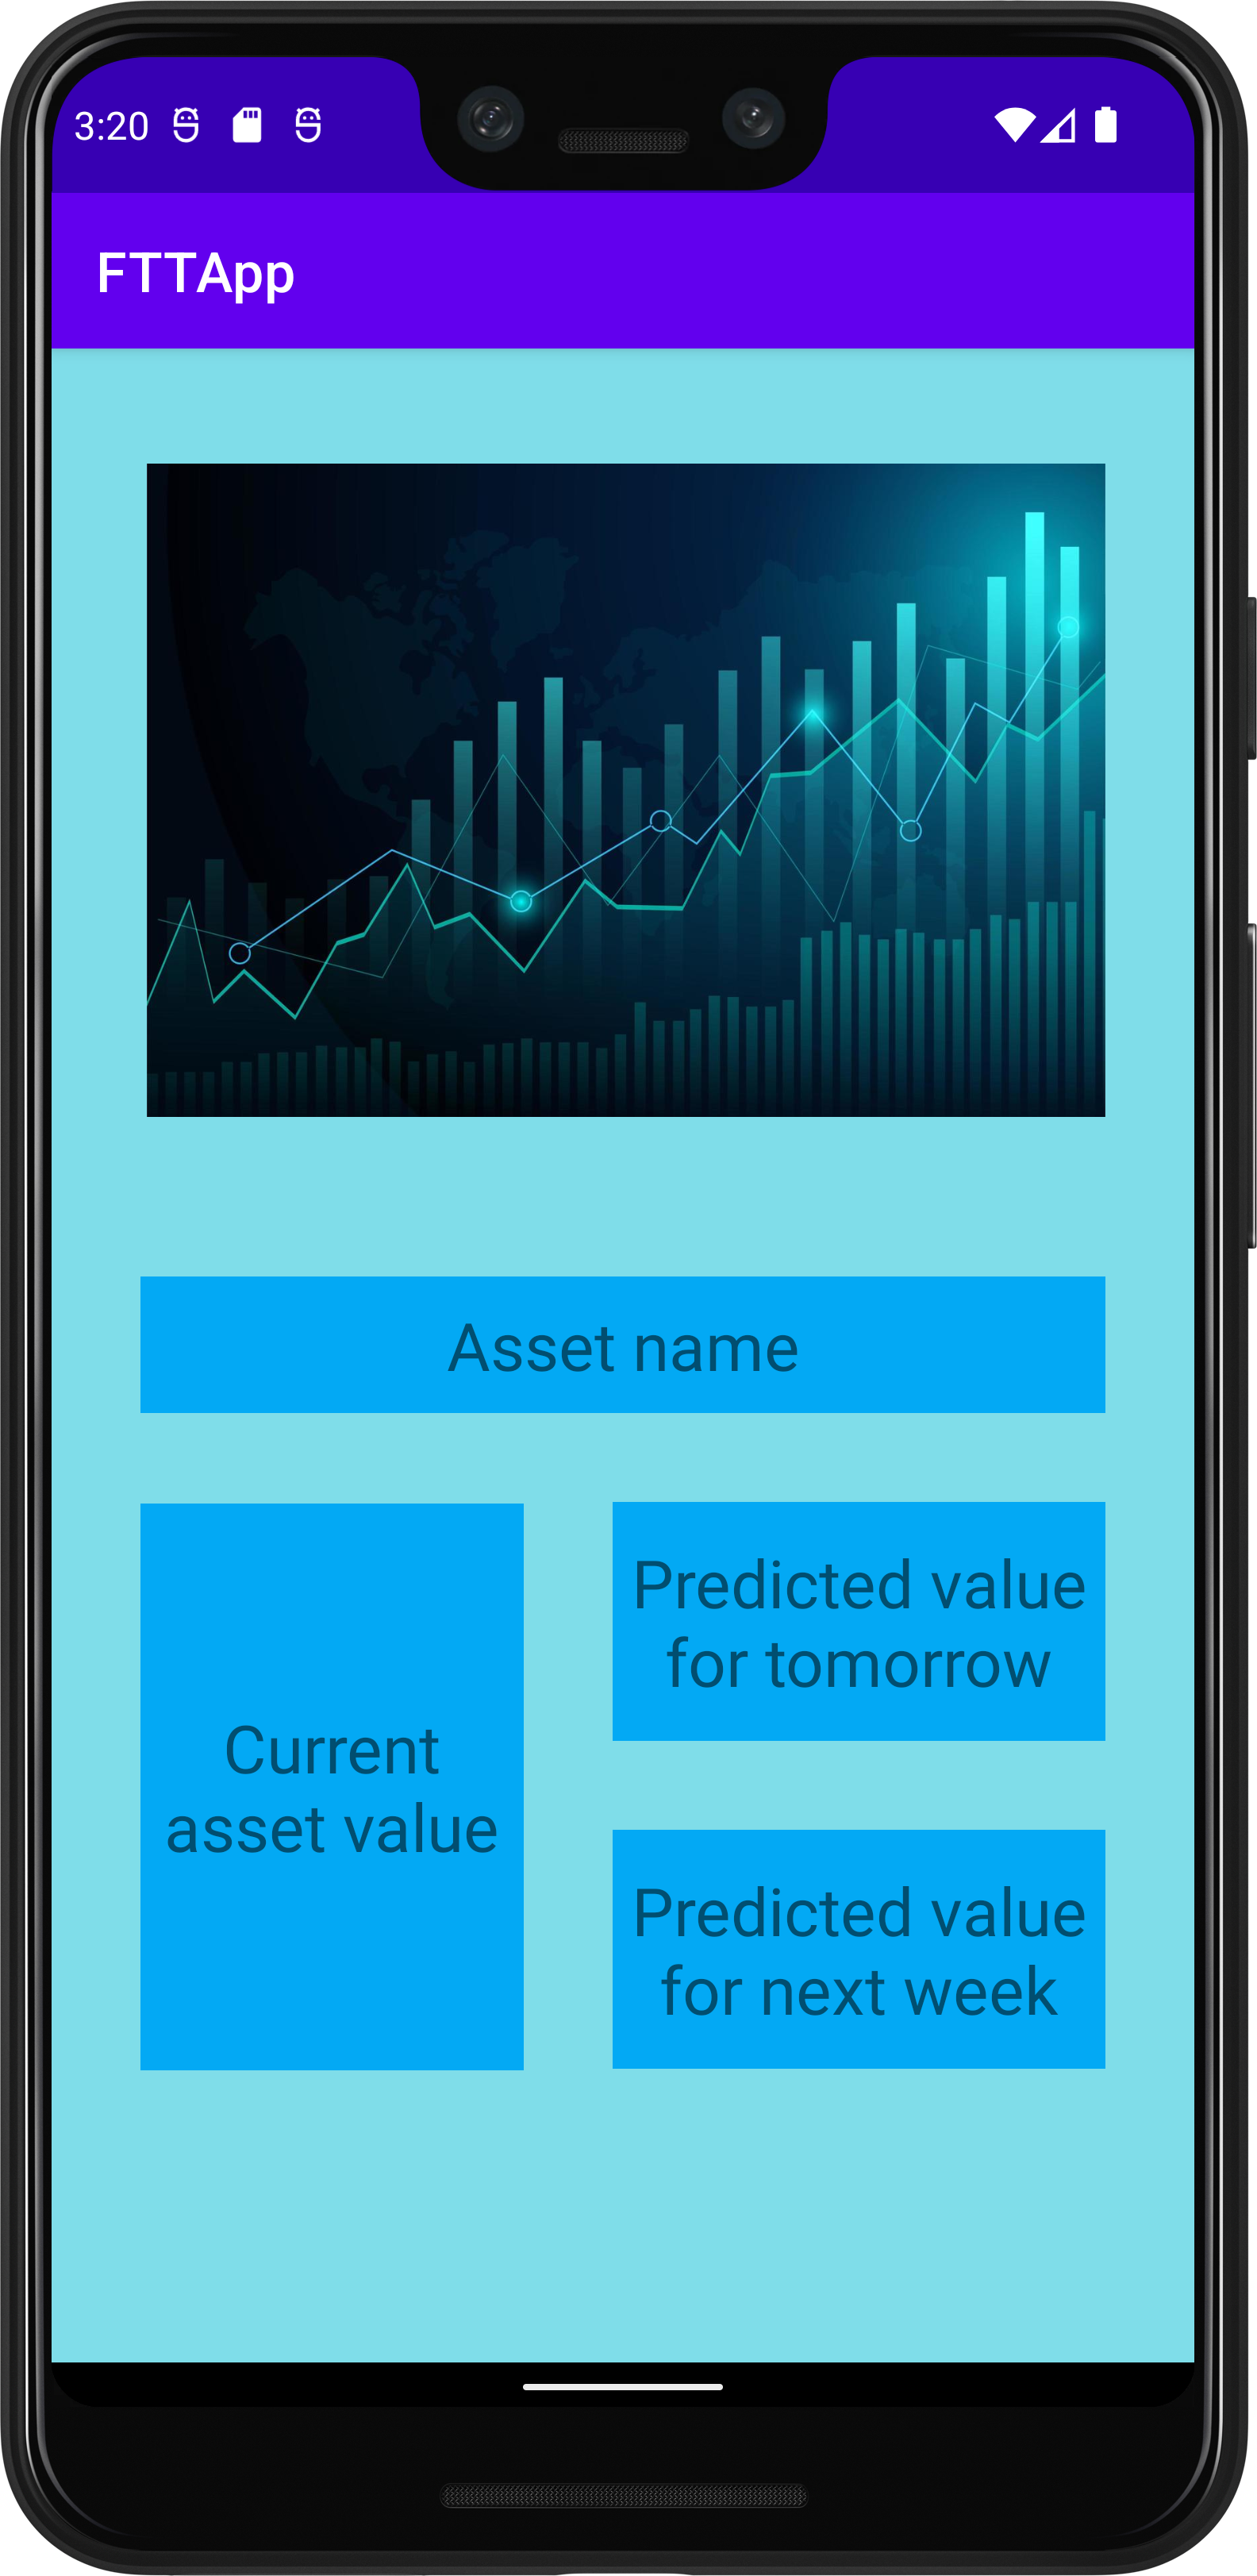 3:20
FTTApp
Asset name
Current
asset value
Predicted value
for tomorrow
Predicted value
for next week